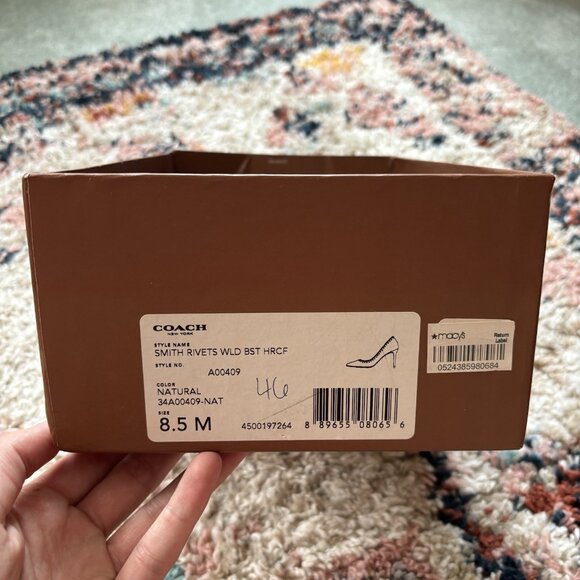 COACH
NEW YORK
STYLE NAME
SMITH RIVETS WLD BST HRCF
STYLE NO.
A00409
COLOR
NATURAL
34A00409-NAT
46
SIZE
8.5 M
4500197264
8 89655 08065 6
★macy's
Return
Label
0524385980684